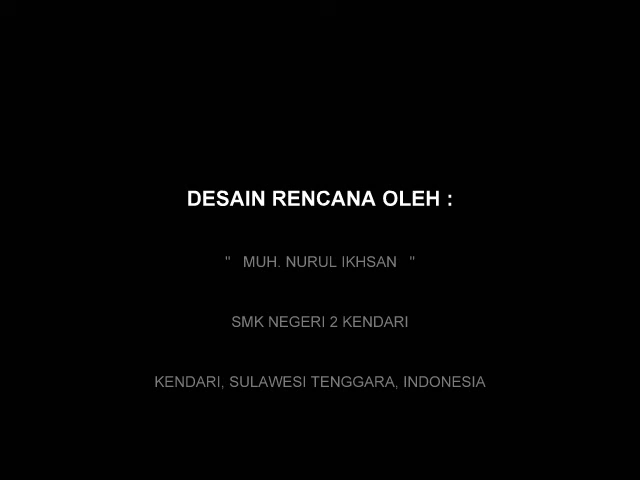 DESAIN RENCANA OLEH :
" MUH. NURUL IKHSAN "
SMK NEGERI 2 KENDARI
KENDARI, SULAWESI TENGGARA, INDONESIA